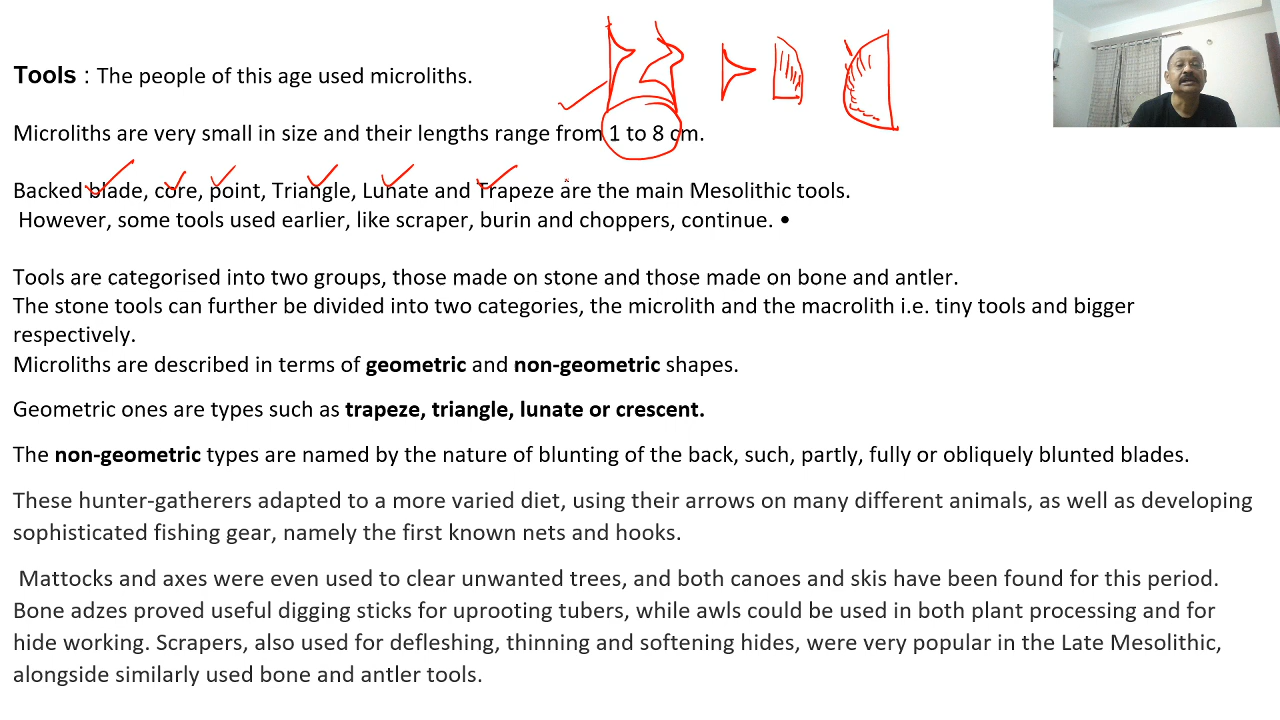 Tools : The people of this age used microliths.
Microliths are very small in size and their lengths range from 1 to 8 cm.
Backed blade, core, point, Triangle, Lunate and Trapeze are the main Mesolithic tools.
However, some tools used earlier, like scraper, burin and choppers, continue. •
Tools are categorised into two groups, those made on stone and those made on bone and antler.
The stone tools can further be divided into two categories, the microlith and the macrolith i.e. tiny tools and bigger
respectively.
Microliths are described in terms of geometric and non-geometric shapes.
Geometric ones are types such as trapeze, triangle, lunate or crescent.
The non-geometric types are named by the nature of blunting of the back, such, partly, fully or obliquely blunted blades.
These hunter-gatherers adapted to a more varied diet, using their arrows on many different animals, as well as developing
sophisticated fishing gear, namely the first known nets and hooks.
Mattocks and axes were even used to clear unwanted trees, and both canoes and skis have been found for this period.
Bone adzes proved useful digging sticks for uprooting tubers, while awls could be used in both plant processing and for
hide working. Scrapers, also used for defleshing, thinning and softening hides, were very popular in the Late Mesolithic,
alongside similarly used bone and antler tools.